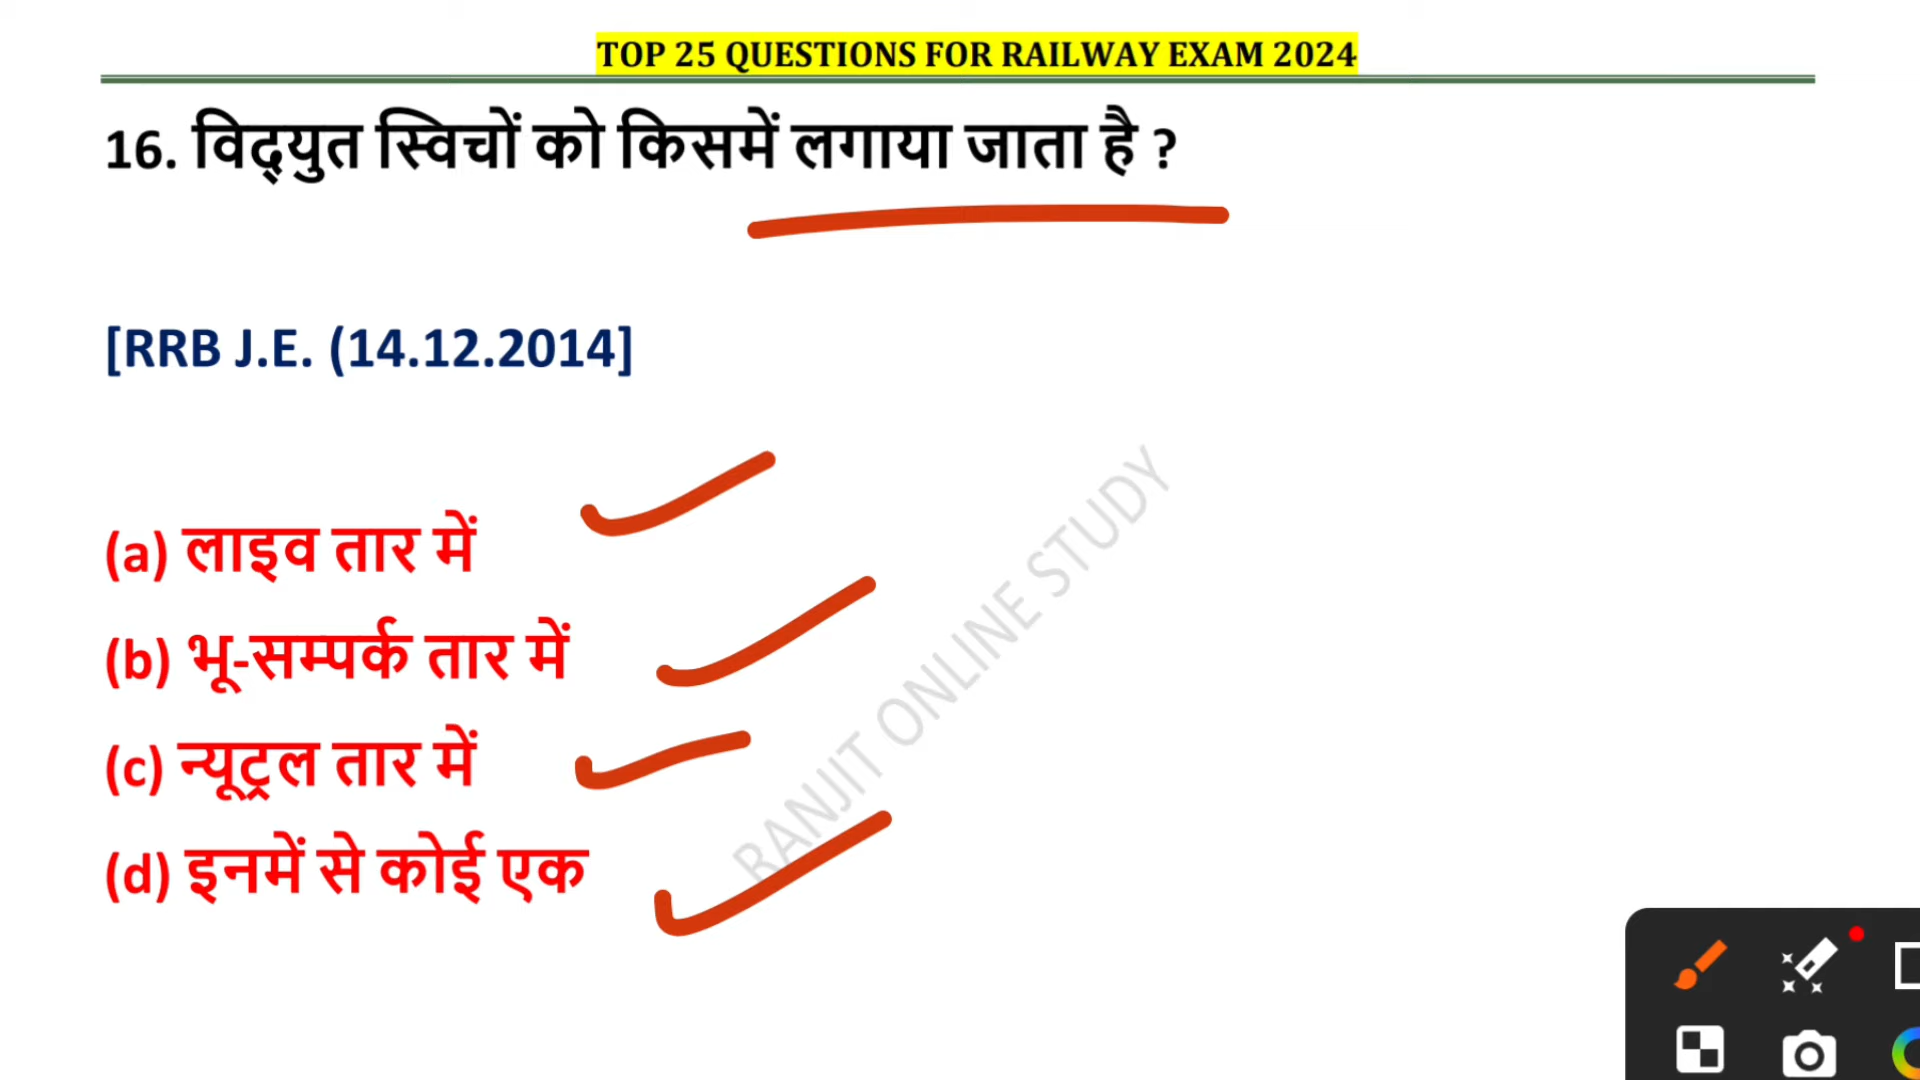 TOP 25 QUESTIONS FOR RAILWAY EXAM 2024
16. विद्‌युत स्विचों को किसमें लगाया जाता है ?
[RRB J.E. (14.12.2014]
(a) लाइव तार में
(b) भू-सम्पर्क तार में
(c) न्यूट्रल तार में
(d) इनमें से कोई एक
RANJIT ONLINE STUDY